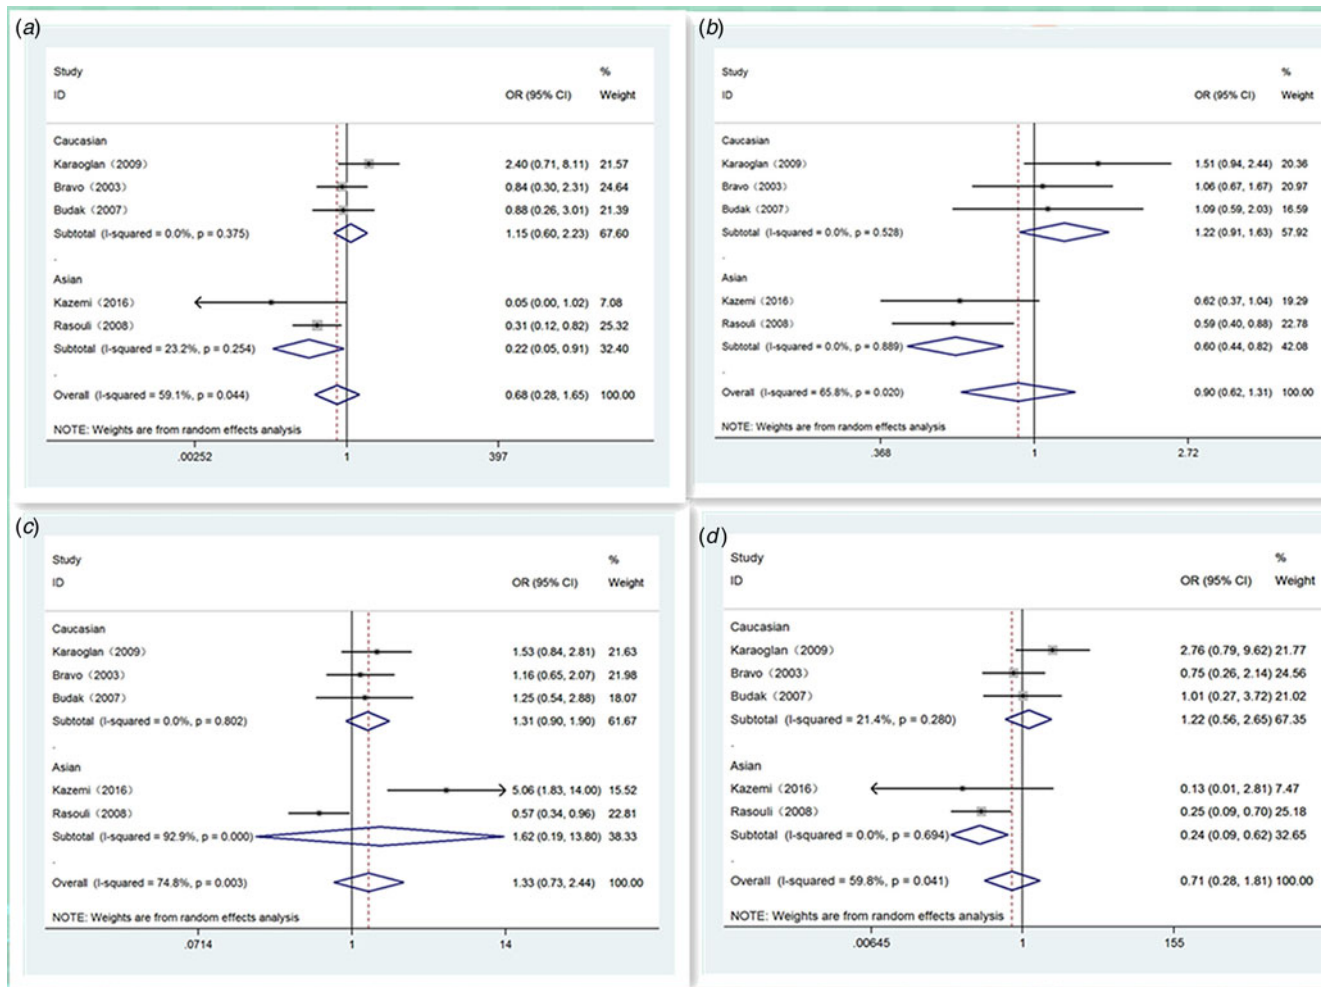 (a)
Study %
ID OR (95% CI) Weight
Caucasian
Karaoglan（2009） 2.40 (0.71, 8.11) 21.57
Bravo（2003） 0.84 (0.30, 2.31) 24.64
Budak（2007） 0.88 (0.26, 3.01) 21.39
Subtotal (I-squared = 0.0%, p = 0.375) 1.15 (0.60, 2.23) 67.60
.
Asian
Kazemi（2016） 0.05 (0.00, 1.02) 7.08
Rasouli（2008） 0.31 (0.12, 0.82) 25.32
Subtotal (I-squared = 23.2%, p = 0.254) 0.22 (0.05, 0.91) 32.40
.
Overall (I-squared = 59.1%, p = 0.044) 0.68 (0.28, 1.65) 100.00
NOTE: Weights are from random effects analysis
.00252 1 397
(b)
Study %
ID OR (95% CI) Weight
Caucasian
Karaoglan（2009） 1.51 (0.94, 2.44) 20.36
Bravo（2003） 1.06 (0.67, 1.67) 20.97
Budak（2007） 1.09 (0.59, 2.03) 16.59
Subtotal (I-squared = 0.0%, p = 0.528) 1.22 (0.91, 1.63) 57.92
.
Asian
Kazemi（2016） 0.62 (0.37, 1.04) 19.29
Rasouli（2008） 0.59 (0.40, 0.88) 22.78
Subtotal (I-squared = 0.0%, p = 0.889) 0.60 (0.44, 0.82) 42.08
.
Overall (I-squared = 65.8%, p = 0.020) 0.90 (0.62, 1.31) 100.00
NOTE: Weights are from random effects analysis
.368 1 2.72
(c)
Study %
ID OR (95% CI) Weight
Caucasian
Karaoglan（2009） 1.53 (0.84, 2.81) 21.63
Bravo（2003） 1.16 (0.65, 2.07) 21.98
Budak（2007） 1.25 (0.54, 2.88) 18.07
Subtotal (I-squared = 0.0%, p = 0.802) 1.31 (0.90, 1.90) 61.67
.
Asian
Kazemi（2016） 5.06 (1.83, 14.00) 15.52
Rasouli（2008） 0.57 (0.34, 0.96) 22.81
Subtotal (I-squared = 92.9%, p = 0.000) 1.62 (0.19, 13.80) 38.33
.
Overall (I-squared = 74.8%, p = 0.003) 1.33 (0.73, 2.44) 100.00
NOTE: Weights are from random effects analysis
.0714 1 14
(d)
Study %
ID OR (95% CI) Weight
Caucasian
Karaoglan（2009） 2.76 (0.79, 9.62) 21.77
Bravo（2003） 0.75 (0.26, 2.14) 24.56
Budak（2007） 1.01 (0.27, 3.72) 21.02
Subtotal (I-squared = 21.4%, p = 0.280) 1.22 (0.56, 2.65) 67.35
.
Asian
Kazemi（2016） 0.13 (0.01, 2.81) 7.47
Rasouli（2008） 0.25 (0.09, 0.70) 25.18
Subtotal (I-squared = 0.0%, p = 0.694) 0.24 (0.09, 0.62) 32.65
.
Overall (I-squared = 59.8%, p = 0.041) 0.71 (0.28, 1.81) 100.00
NOTE: Weights are from random effects analysis
.00645 1 155